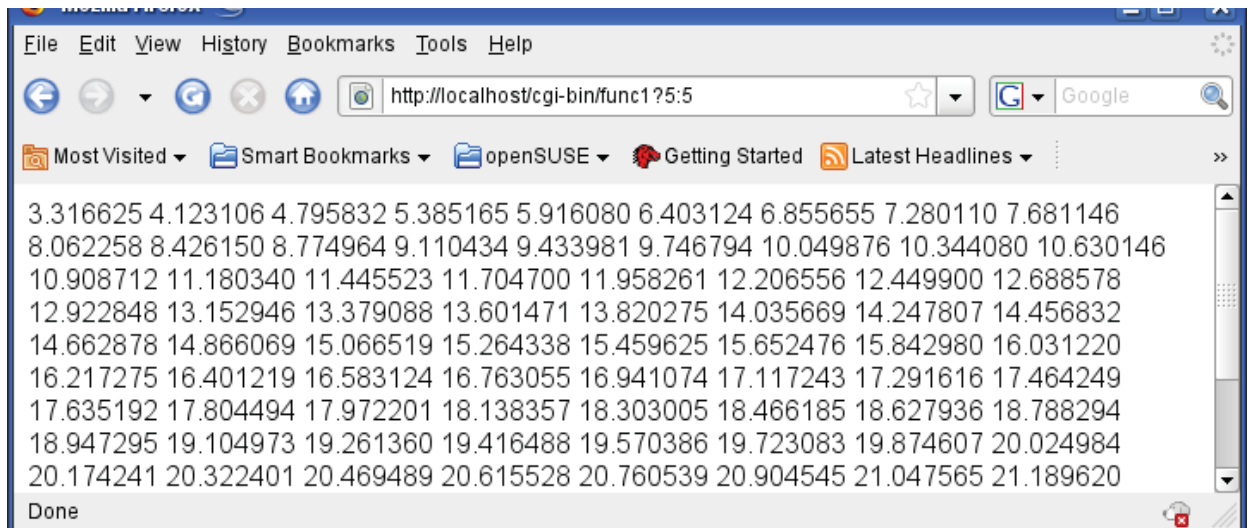 Mozilla Firefox
File Edit View History Bookmarks Tools Help
http://localhost/cgi-bin/func1?5:5 G Google
Most Visited Smart Bookmarks openSUSE Getting Started Latest Headlines »
3.316625 4.123106 4.795832 5.385165 5.916080 6.403124 6.855655 7.280110 7.681146
8.062258 8.426150 8.774964 9.110434 9.433981 9.746794 10.049876 10.344080 10.630146
10.908712 11.180340 11.445523 11.704700 11.958261 12.206556 12.449900 12.688578
12.922848 13.152946 13.379088 13.601471 13.820275 14.035669 14.247807 14.456832
14.662878 14.866069 15.066519 15.264338 15.459625 15.652476 15.842980 16.031220
16.217275 16.401219 16.583124 16.763055 16.941074 17.117243 17.291616 17.464249
17.635192 17.804494 17.972201 18.138357 18.303005 18.466185 18.627936 18.788294
18.947295 19.104973 19.261360 19.416488 19.570386 19.723083 19.874607 20.024984
20.174241 20.322401 20.469489 20.615528 20.760539 20.904545 21.047565 21.189620
Done